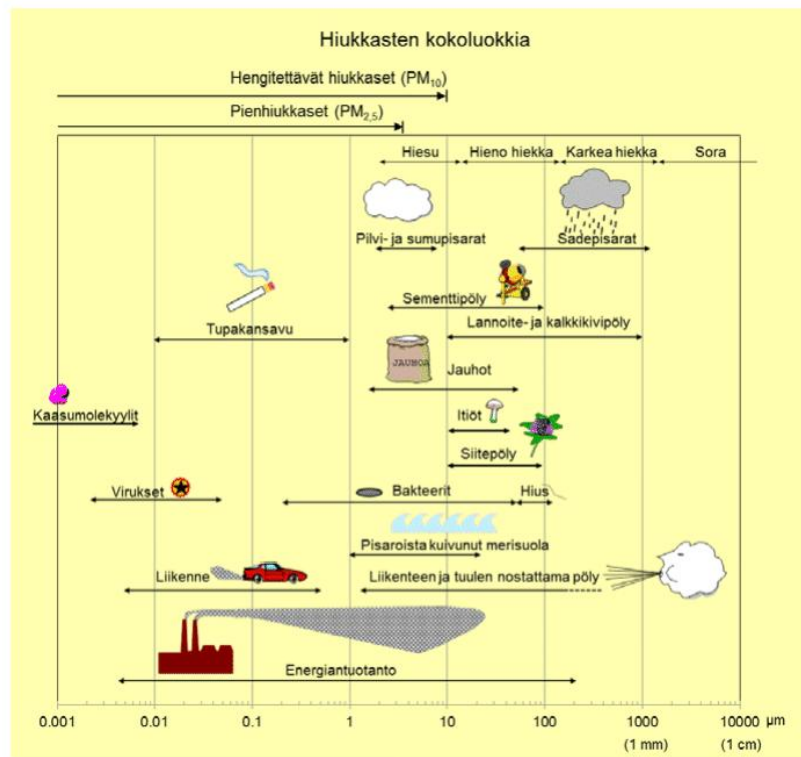 Hiukkasten kokoluokkia
Hengitettävät hiukkaset (PM10)
Pienhiukkaset (PM2,5)
Hiesu
Hieno hiekka
Karkea hiekka
Sora
Pilvi- ja sumupisarat
Sadepisarat
Sementtipöly
Tupakansavu
Lannoite- ja kalkkikivipöly
JAUHOA
Jauhot
Kaasumolekyylit
Itiöt
Siitepöly
Virukset
Bakteerit
Hius
Pisaroista kuivunut merisuola
Liikenne
Liikenteen ja tuulen nostattama pöly
Energiantuotanto
0.001 0.01 0.1 1 10 100 1000 10000 µm
(1 mm) (1 cm)